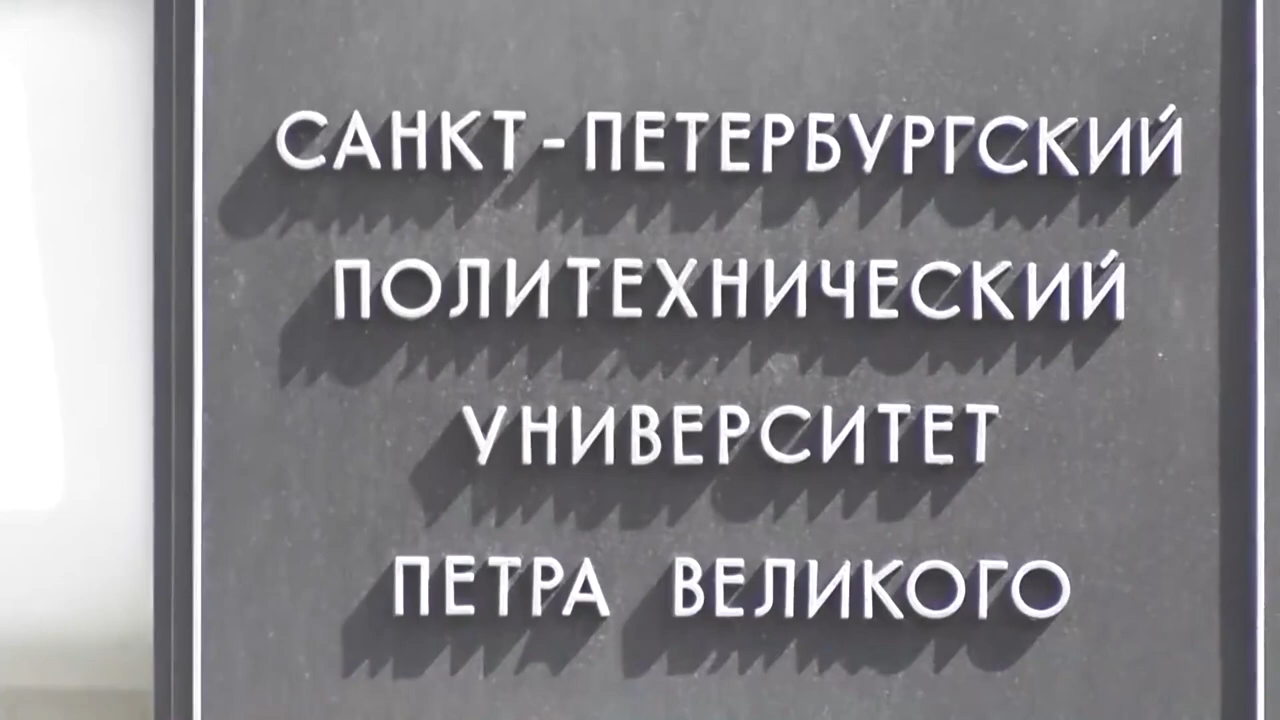 САНКТ-ПЕТЕРБУРГСКИЙ
ПОЛИТЕХНИЧЕСКИЙ
УНИВЕРСИТЕТ
ПЕТРА ВЕЛИКОГО